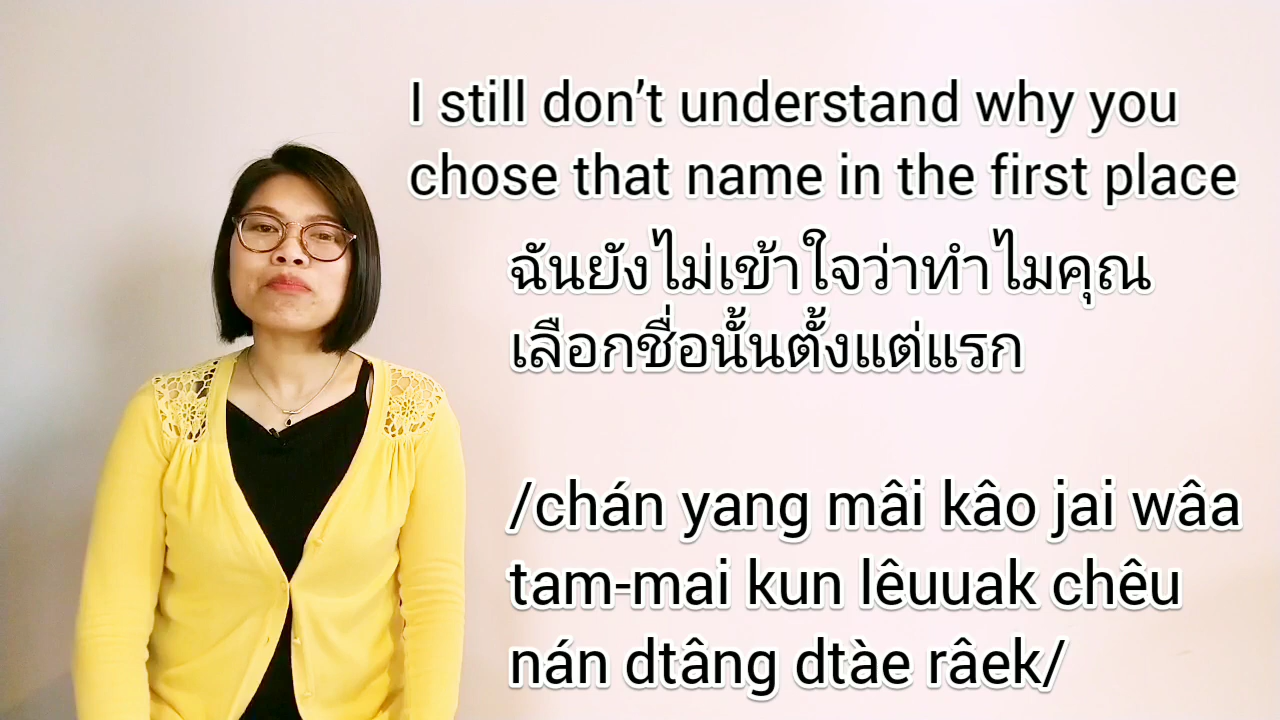 I still don’t understand why you
chose that name in the first place
ฉันยังไม่เข้าใจว่าทำไมคุณ
เลือกชื่อนั้นตั้งแต่แรก
/chán yang mâi kâo jai wâa
tam-mai kun lêuuak chêu
nán dtâng dtàe râek/